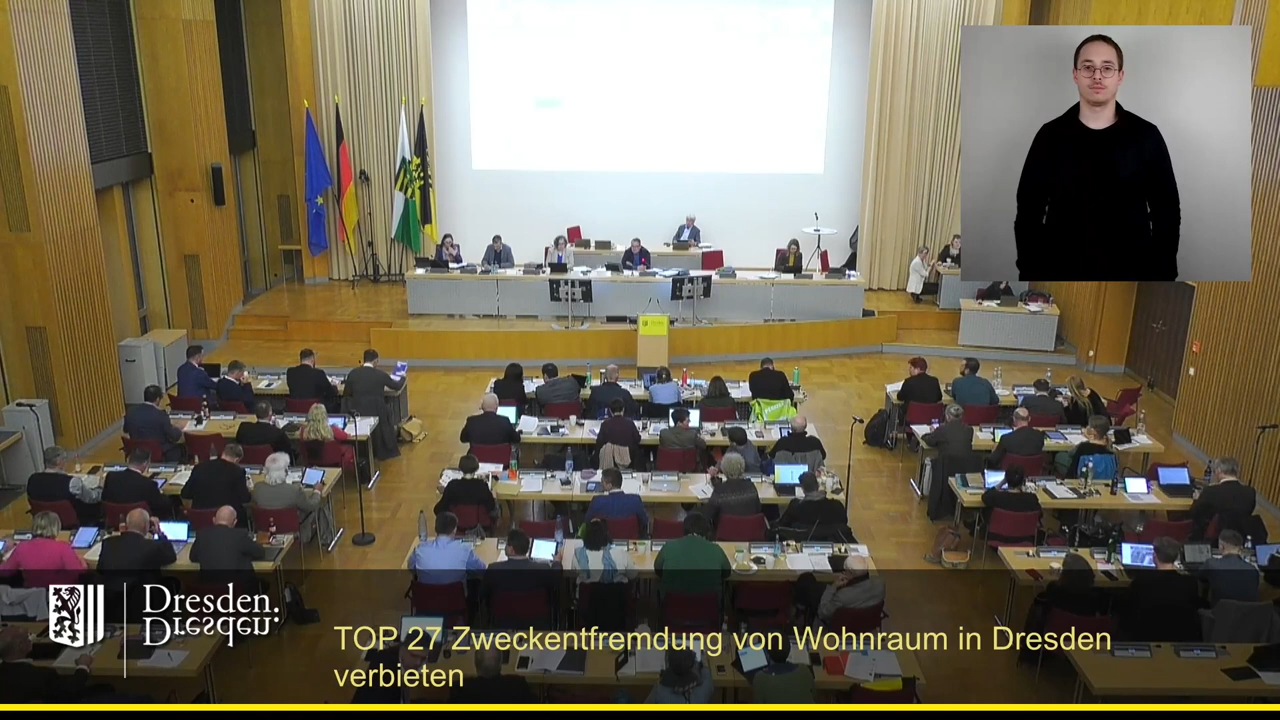 Dresden.
Dresden.
TOP 27 Zweckentfremdung von Wohnraum in Dresden
verbieten